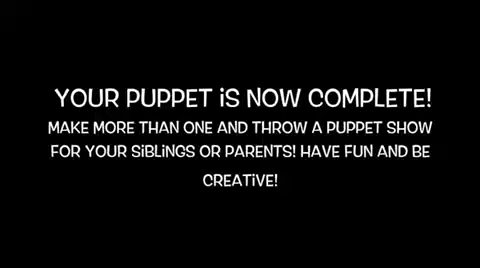 YOUR PUPPET iS NOW COMPLETE!
MAKE MORE THAN ONE AND THROW A PUPPET SHOW
FOR YOUR SiBLiNGS OR PARENTS! HAVE FUN AND BE
CREATiVE!